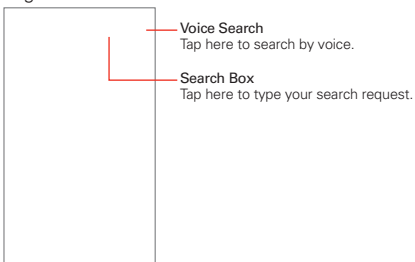 Voice Search
Tap here to search by voice.
Search Box
Tap here to type your search request.